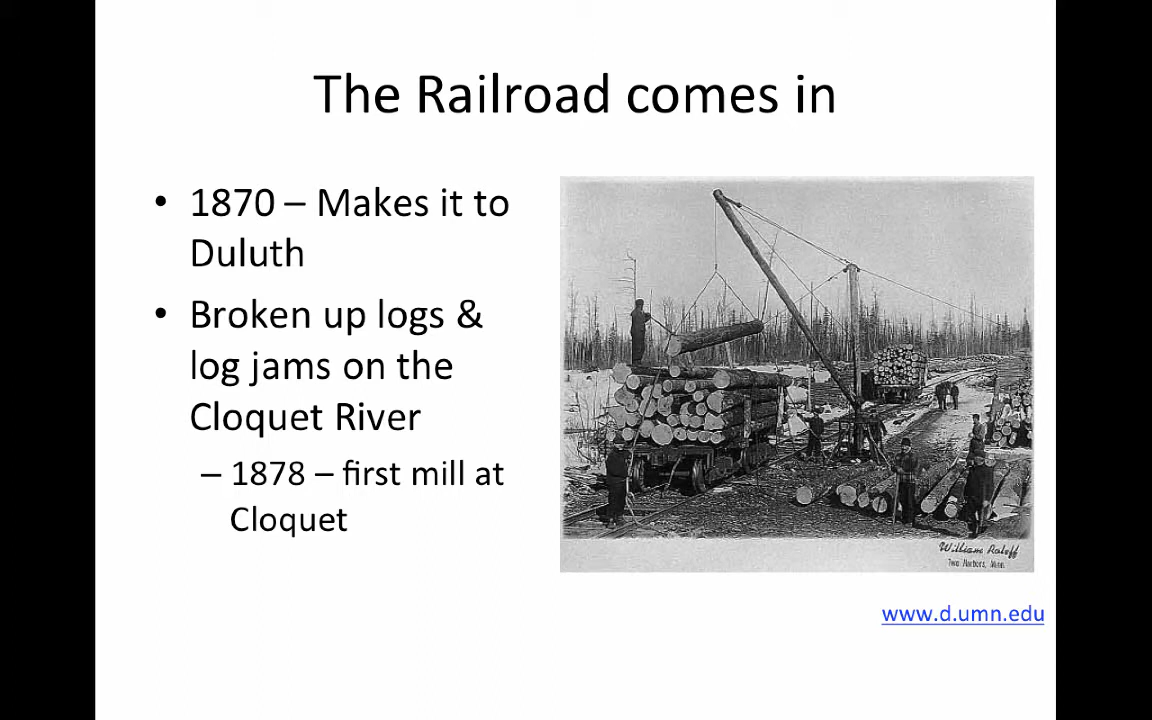 The Railroad comes in
• 1870 – Makes it to
Duluth
• Broken up logs &
log jams on the
Cloquet River
– 1878 – first mill at
Cloquet
William Roleff
Two Harbors, Minn.
www.d.umn.edu